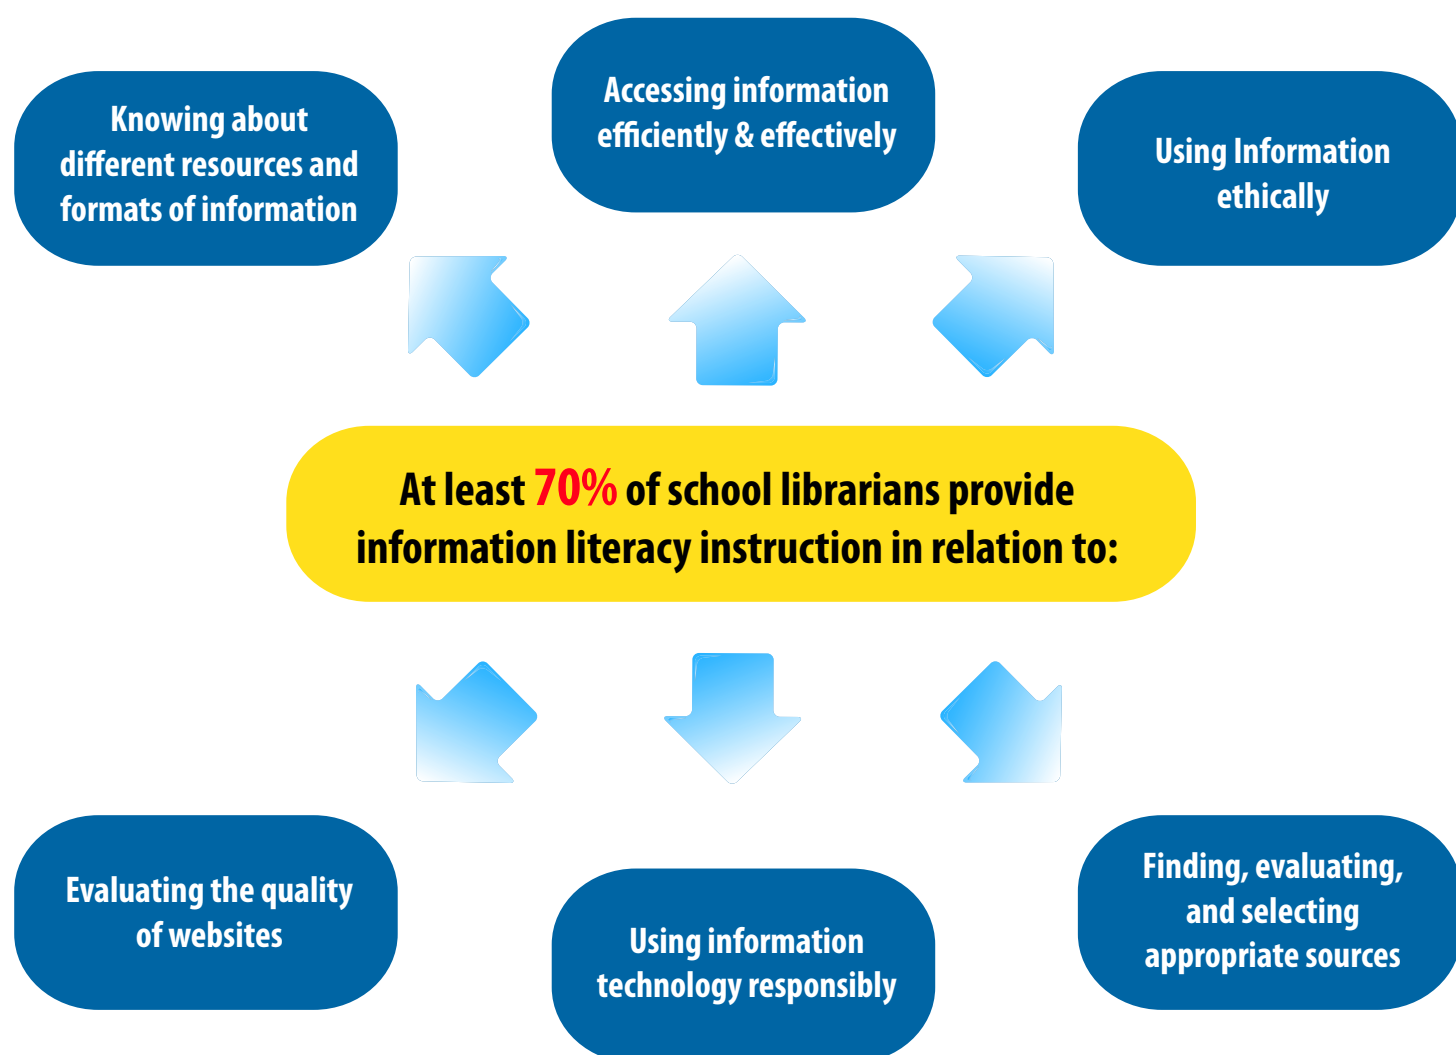 Knowing about
different resources and
formats of information
Accessing information
efficiently & effectively
Using Information
ethically
At least 70% of school librarians provide
information literacy instruction in relation to:
Evaluating the quality
of websites
Using information
technology responsibly
Finding, evaluating,
and selecting
appropriate sources